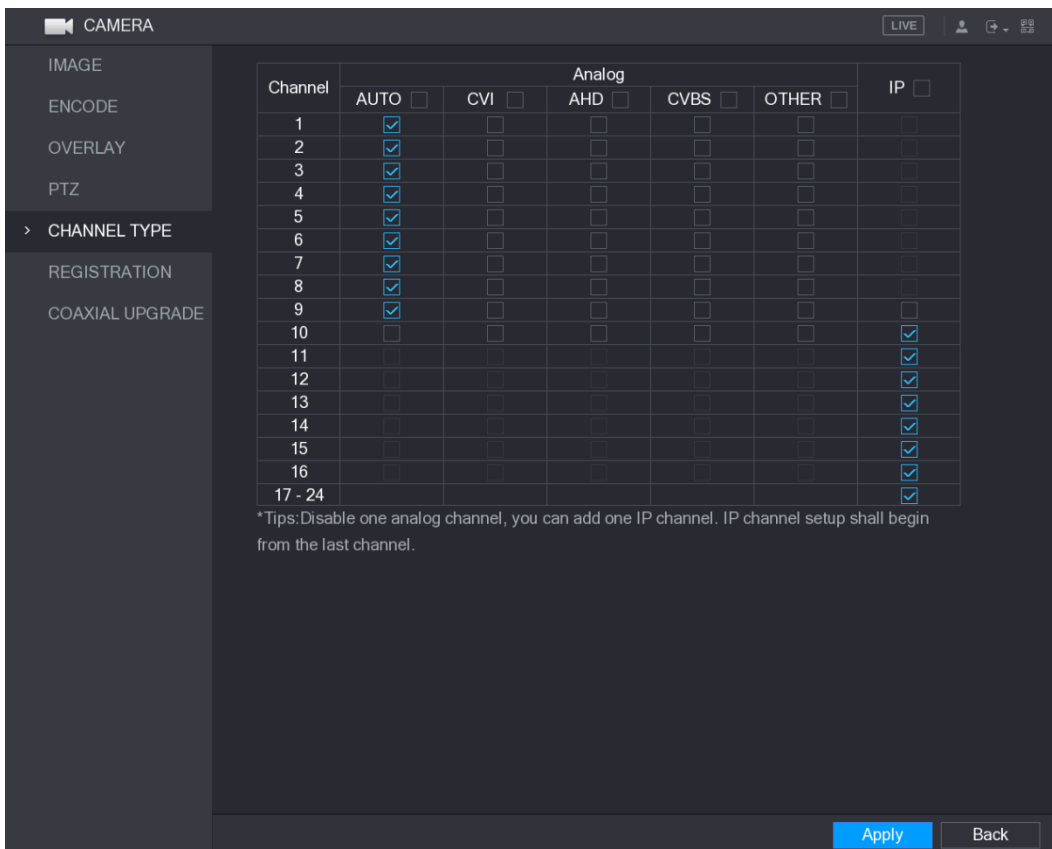 CAMERA
LIVE
IMAGE
ENCODE
OVERLAY
PTZ
> CHANNEL TYPE
REGISTRATION
COAXIAL UPGRADE
Channel Analog IP
AUTO CVI AHD CVBS OTHER
1
2
3
4
5
6
7
8
9
10
11
12
13
14
15
16
17 - 24
*Tips:Disable one analog channel, you can add one IP channel. IP channel setup shall begin
from the last channel.
Apply Back